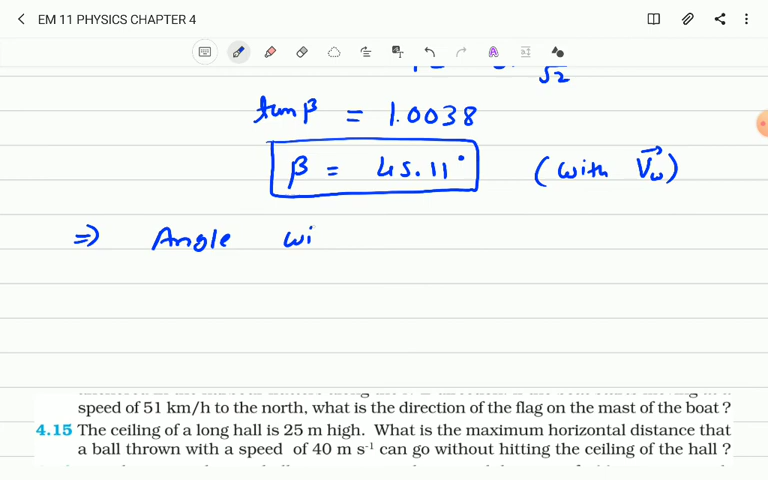 EM 11 PHYSICS CHAPTER 4
√2
tan β = 1.0038
β = 45.11° (with V⃗w)
⇒ Angle wi
speed of 51 km/h to the north, what is the direction of the flag on the mast of the boat ?
4.15 The ceiling of a long hall is 25 m high. What is the maximum horizontal distance that
a ball thrown with a speed of 40 m s⁻¹ can go without hitting the ceiling of the hall ?